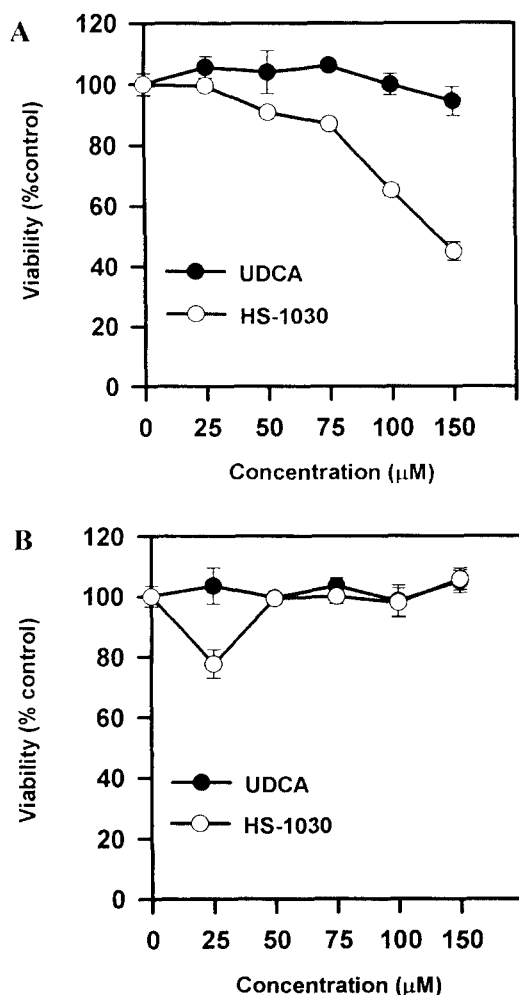 A
120
100
80
60
40
20
0
Viability (%control)
UDCA
HS-1030
0 25 50 75 100 150
Concentration (μM)
B
120
100
80
60
40
20
0
Viability (% control)
UDCA
HS-1030
0 25 50 75 100 150
Concentration (μM)